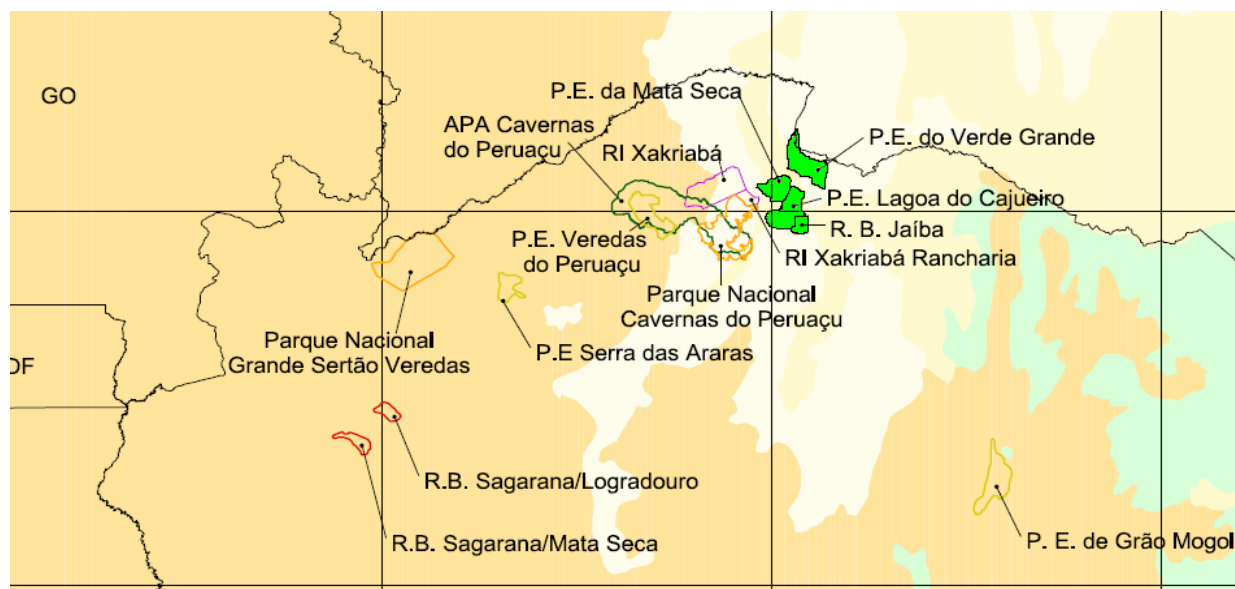 GO
P.E. da Mata Seca
APA Cavernas
do Peruaçu
RI Xakriabá
P.E. do Verde Grande
P.E. Lagoa do Cajueiro
R. B. Jaíba
P.E. Veredas
do Peruaçu
RI Xakriabá Rancharia
Parque Nacional
Cavernas do Peruaçu
Parque Nacional
Grande Sertão Veredas
P.E Serra das Araras
DF
R.B. Sagarana/Logradouro
R.B. Sagarana/Mata Seca
P. E. de Grão Mogol